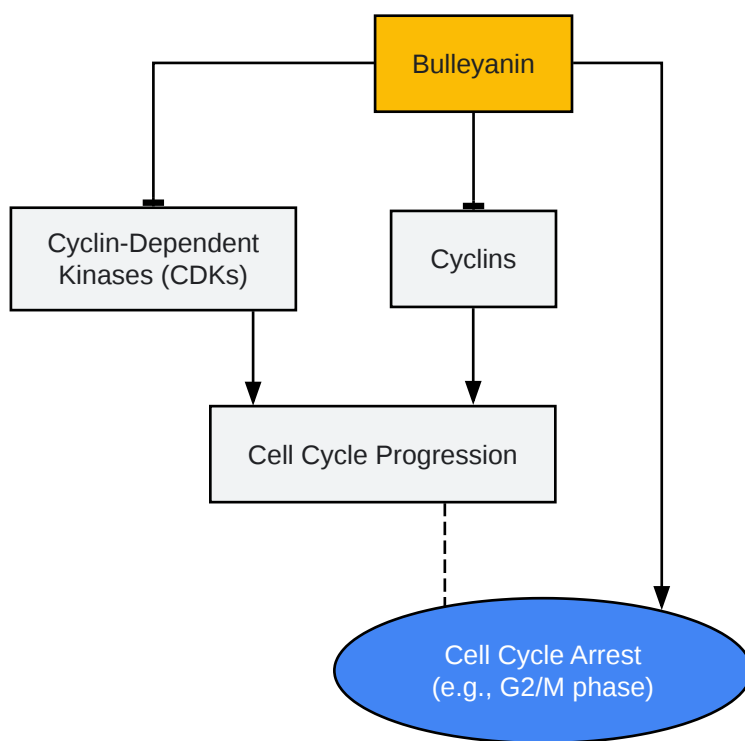 Bulleyanin
Cyclin-Dependent
Kinases (CDKs)
Cyclins
Cell Cycle Progression
Cell Cycle Arrest
(e.g., G2/M phase)